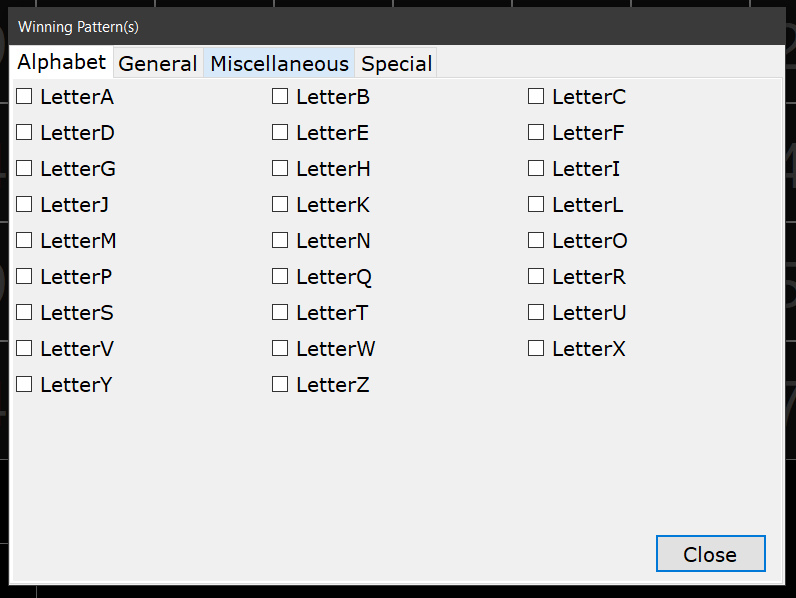 Winning Pattern(s)
Alphabet General Miscellaneous Special
LetterA LetterB LetterC
LetterD LetterE LetterF
LetterG LetterH LetterI
LetterJ LetterK LetterL
LetterM LetterN LetterO
LetterP LetterQ LetterR
LetterS LetterT LetterU
LetterV LetterW LetterX
LetterY LetterZ
Close